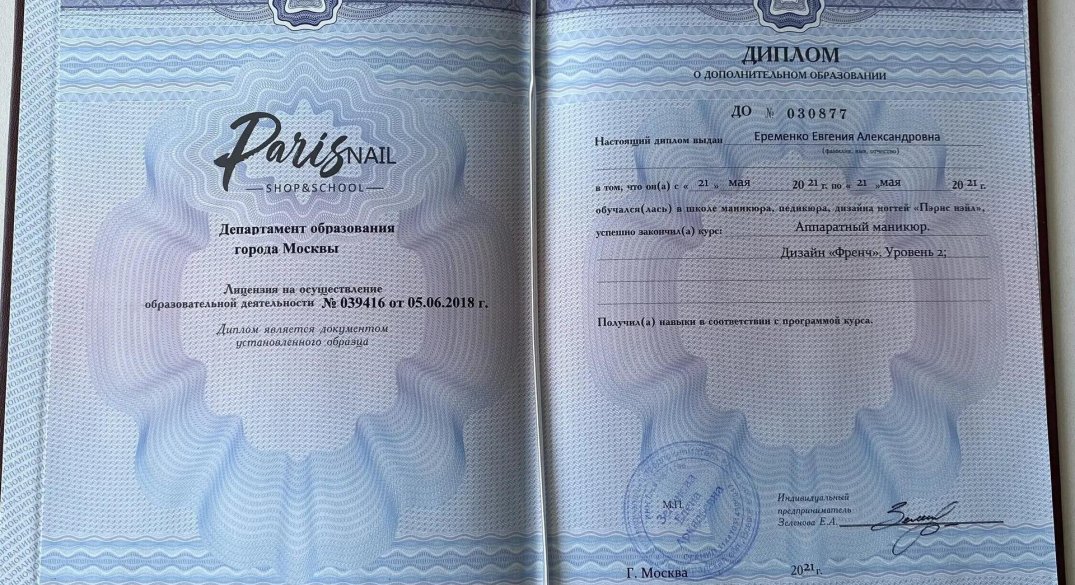 Paris NAIL
SHOP&SCHOOL
Департамент образования
города Москвы
Лицензия на осуществление
образовательной деятельности № 039416 от 05.06.2018 г.
Диплом является документом
установленного образца
ДИПЛОМ
О ДОПОЛНИТЕЛЬНОМ ОБРАЗОВАНИИ
ДО № 030877
Настоящий диплом выдан Еременко Евгения Александровна
(фамилия, имя, отчество)
в том, что он(а) с « 21 » мая 20 21 г. по « 21 » мая 20 21 г.
обучался(лась) в школе маникюра, педикюра, дизайна ногтей «Пэрис нэйл»,
успешно закончил(а) курс: Аппаратный маникюр.
Дизайн «Френч». Уровень 2;
Получил(а) навыки в соответствии с программой курса.
М.П.
Индивидуальный
предприниматель
Зеленова Е.А.
Г. Москва 20 21 г.